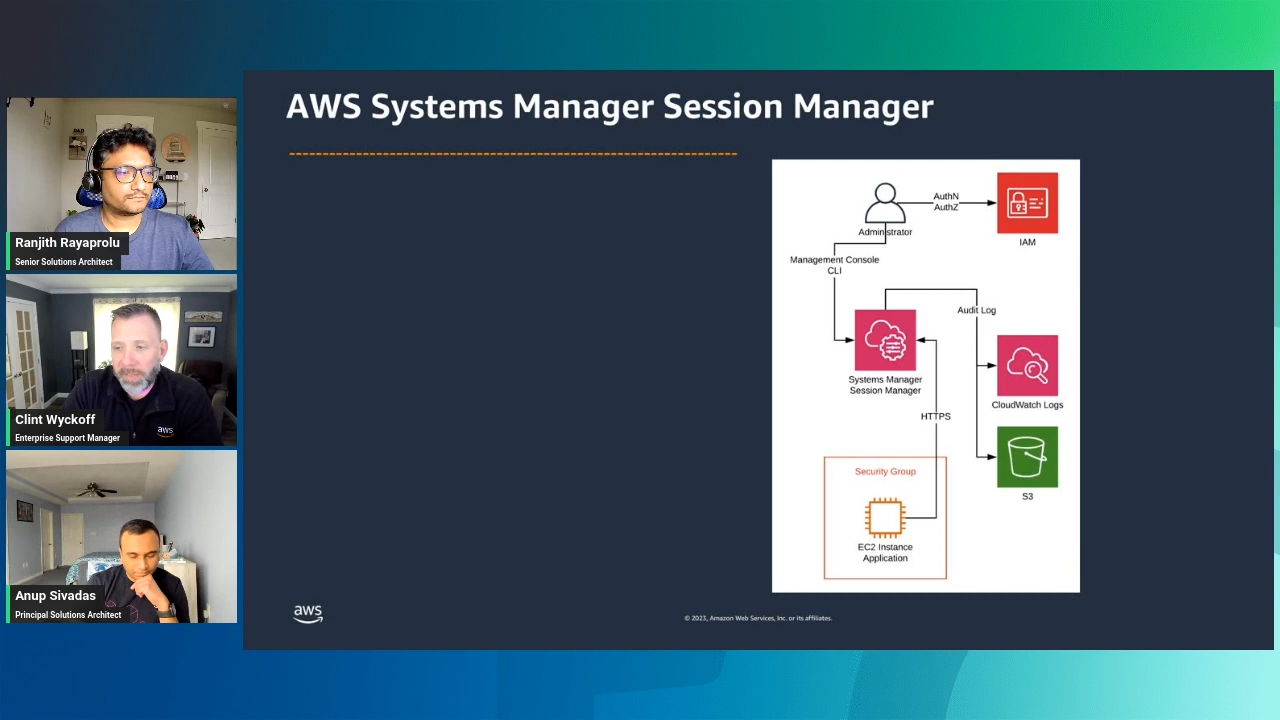 AWS Systems Manager Session Manager
Ranjith Rayaprolu
Senior Solutions Architect
Clint Wyckoff
Enterprise Support Manager
aws
Anup Sivadas
Principal Solutions Architect
AuthN
AuthZ
Administrator
IAM
Management Console
CLI
Audit Log
Systems Manager
Session Manager
CloudWatch Logs
HTTPS
Security Group
S3
EC2 Instance
Application
aws
© 2023, Amazon Web Services, Inc. or its affiliates.